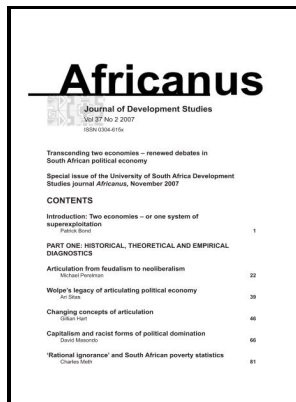 Africanus
Journal of Development Studies
Vol 37 No 2 2007
ISSN 0304-615x
Transcending two economies – renewed debates in
South African political economy
Special issue of the University of South Africa Development
Studies journal Africanus, November 2007
CONTENTS
Introduction: Two economies – or one system of
superexploitation
Patrick Bond 1
PART ONE: HISTORICAL, THEORETICAL AND EMPIRICAL
DIAGNOSTICS
Articulation from feudalism to neoliberalism
Michael Perelman 22
Wolpe's legacy of articulating political economy
Ari Sitas 39
Changing concepts of articulation
Gillian Hart 46
Capitalism and racist forms of political domination
David Masondo 66
'Rational ignorance' and South African poverty statistics
Charles Meth 81